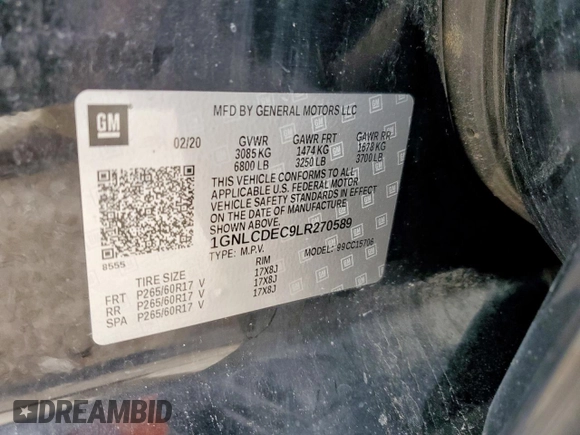 GM
MFD BY GENERAL MOTORS LLC
02/20
GVWR GAWR FRT GAWR RR
3085 KG 1474 KG 1678 KG
6800 LB 3250 LB 3700 LB
THIS VEHICLE CONFORMS TO ALL
APPLICABLE U.S. FEDERAL MOTOR
VEHICLE SAFETY STANDARDS IN EFFECT
ON THE DATE OF MANUFACTURE
SHOWN ABOVE.
1GNLCDEC9LR270589
TYPE: M.P.V. MODEL: 99CC15706
8555
TIRE SIZE RIM
FRT P265/60R17 V 17X8J
RR P265/60R17 V 17X8J
SPA P265/60R17 V 17X8J
DREAMBID